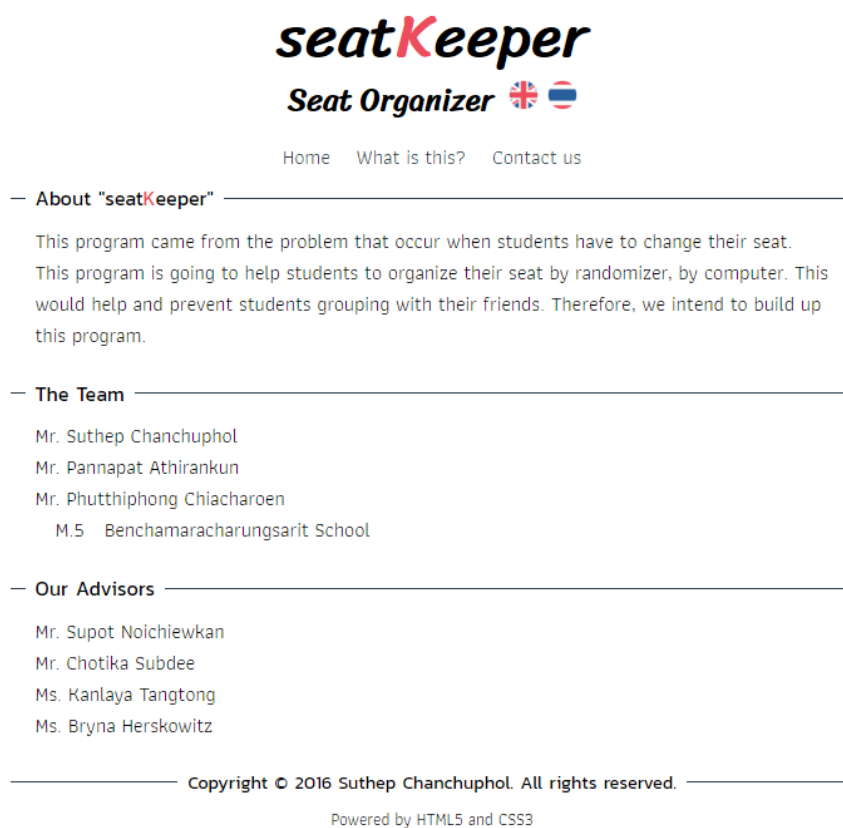 seatKeeper
Seat Organizer
Home What is this? Contact us
About "seatKeeper"
This program came from the problem that occur when students have to change their seat.
This program is going to help students to organize their seat by randomizer, by computer. This
would help and prevent students grouping with their friends. Therefore, we intend to build up
this program.
The Team
Mr. Suthep Chanchuphol
Mr. Pannapat Athirankun
Mr. Phutthiphong Chiacharoen
M.5 Benchamaracharungsarit School
Our Advisors
Mr. Supot Noichiewkan
Mr. Chotika Subdee
Ms. Kanlaya Tangtong
Ms. Bryna Herskowitz
Copyright © 2016 Suthep Chanchuphol. All rights reserved.
Powered by HTML5 and CSS3